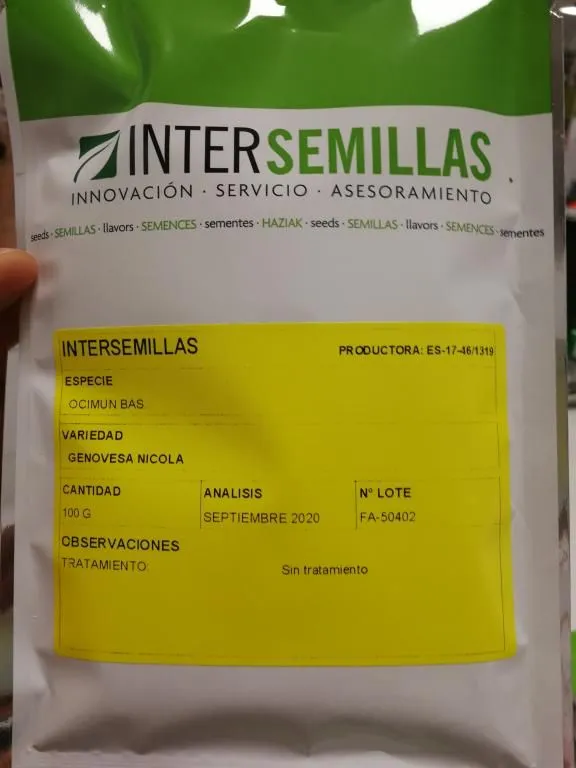 INTERSEMILLAS
INNOVACIÓN · SERVICIO · ASESORAMIENTO
seeds · SEMILLAS · llavors · SEMENCES · sementes · HAZIAK · seeds · SEMILLAS · llavors · SEMENCES · sementes
INTERSEMILLAS PRODUCTORA: ES-17-46/1319
ESPECIE
OCIMUN BAS.
VARIEDAD
GENOVESA NICOLA
CANTIDAD ANALISIS Nº LOTE
100 G SEPTIEMBRE 2020 FA-50402
OBSERVACIONES
TRATAMIENTO: Sin tratamiento